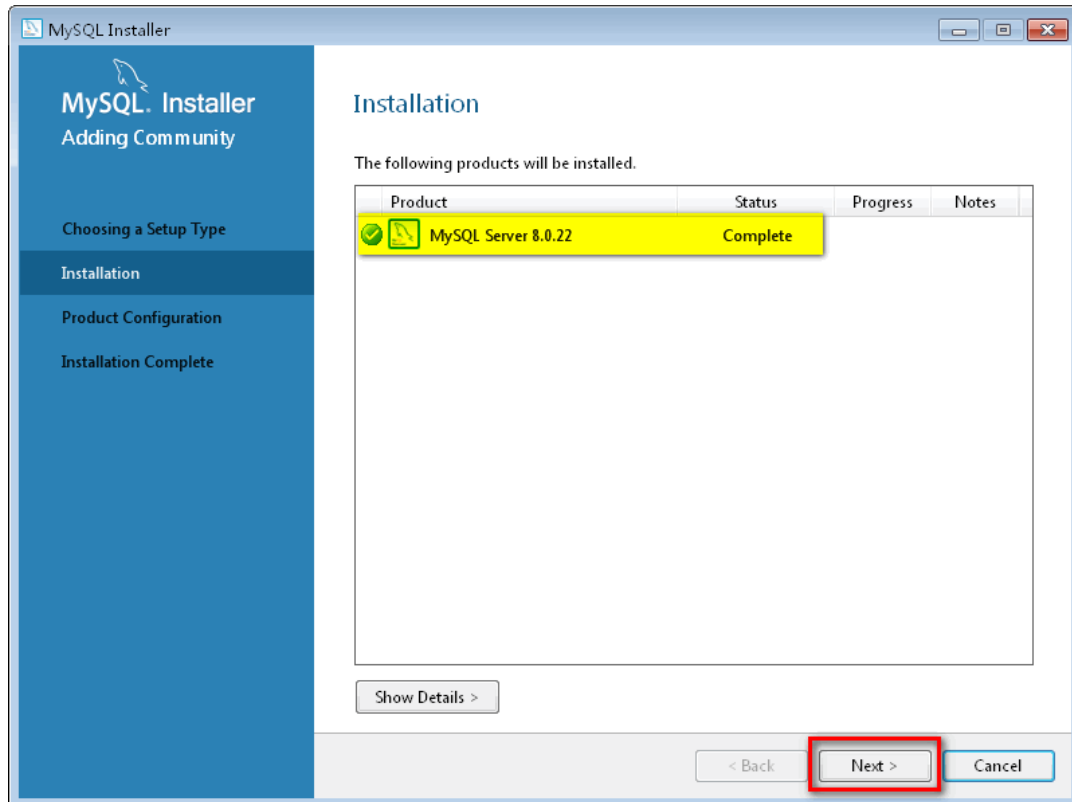 MySQL Installer
MySQL. Installer
Adding Community
Choosing a Setup Type
Installation
Product Configuration
Installation Complete
Installation
The following products will be installed.
Product Status Progress Notes
MySQL Server 8.0.22 Complete
Show Details >
< Back Next > Cancel